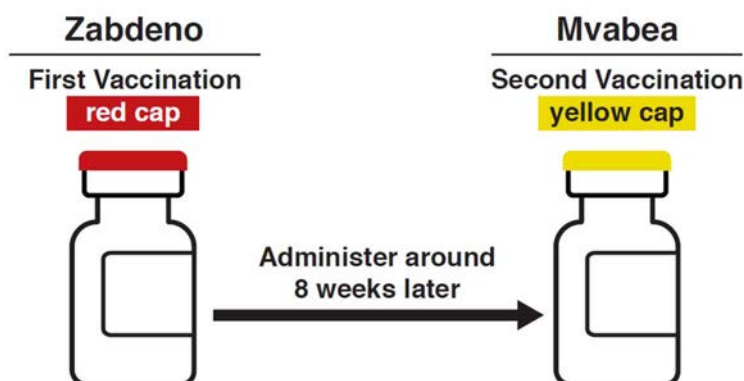 Zabdeno
First Vaccination
red cap
Administer around
8 weeks later
Mvabea
Second Vaccination
yellow cap